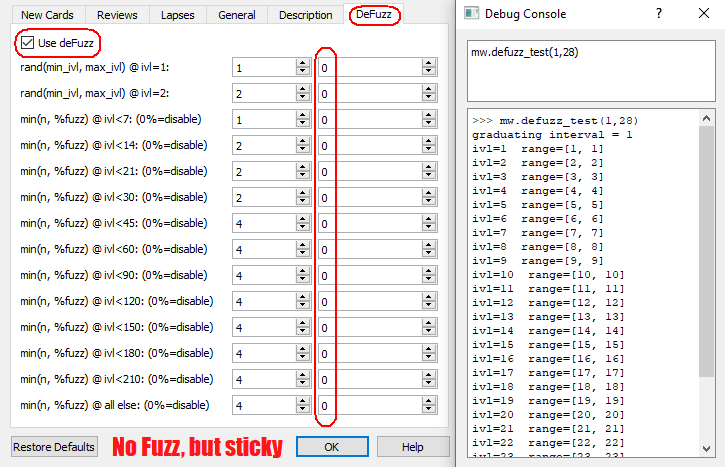 New Cards Reviews Lapses General Description DeFuzz
Use deFuzz
rand(min_ivl, max_ivl) @ ivl=1: 1 0
rand(min_ivl, max_ivl) @ ivl=2: 2 0
min(n, %fuzz) @ ivl<7: (0%=disable) 1 0
min(n, %fuzz) @ ivl<14: (0%=disable) 2 0
min(n, %fuzz) @ ivl<21: (0%=disable) 2 0
min(n, %fuzz) @ ivl<30: (0%=disable) 2 0
min(n, %fuzz) @ ivl<45: (0%=disable) 4 0
min(n, %fuzz) @ ivl<60: (0%=disable) 4 0
min(n, %fuzz) @ ivl<90: (0%=disable) 4 0
min(n, %fuzz) @ ivl<120: (0%=disable) 4 0
min(n, %fuzz) @ ivl<150: (0%=disable) 4 0
min(n, %fuzz) @ ivl<180: (0%=disable) 4 0
min(n, %fuzz) @ ivl<210: (0%=disable) 4 0
min(n, %fuzz) @ all else: (0%=disable) 4 0
Restore Defaults No Fuzz, but sticky OK Help
Debug Console
mw.defuzz_test(1,28)
>>> mw.defuzz_test(1,28)
graduating interval = 1
ivl=1 range=[1, 1]
ivl=2 range=[2, 2]
ivl=3 range=[3, 3]
ivl=4 range=[4, 4]
ivl=5 range=[5, 5]
ivl=6 range=[6, 6]
ivl=7 range=[7, 7]
ivl=8 range=[8, 8]
ivl=9 range=[9, 9]
ivl=10 range=[10, 10]
ivl=11 range=[11, 11]
ivl=12 range=[12, 12]
ivl=13 range=[13, 13]
ivl=14 range=[14, 14]
ivl=15 range=[15, 15]
ivl=16 range=[16, 16]
ivl=17 range=[17, 17]
ivl=18 range=[18, 18]
ivl=19 range=[19, 19]
ivl=20 range=[20, 20]
ivl=21 range=[21, 21]
ivl=22 range=[22, 22]
ivl=23 range=[23, 23]